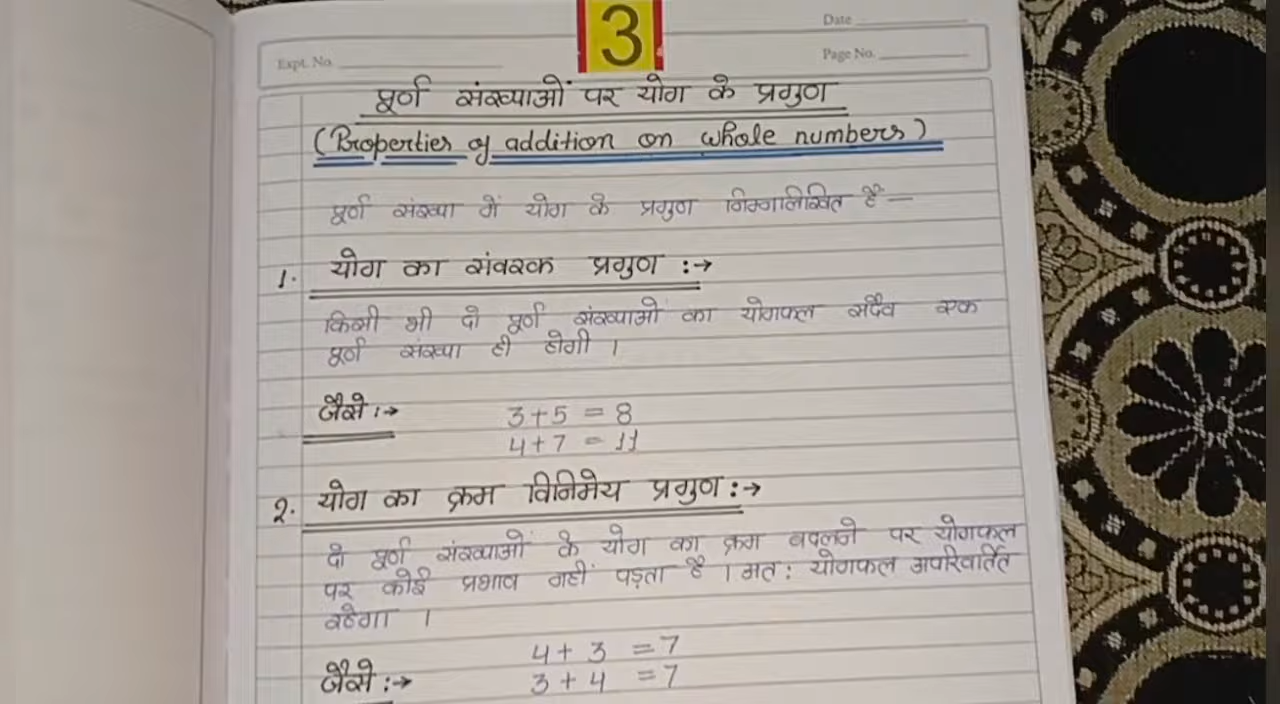 3
Date
Expt. No.
Page No.
पूर्ण संख्याओं पर योग के प्रगुण
(Properties of addition on whole numbers)
पूर्ण संख्या में योग के प्रगुण निम्नलिखित हैं —
1. योग का संवरक प्रगुण :→
किसी भी दो पूर्ण संख्याओं का योगफल सदैव एक
पूर्ण संख्या ही होगी ।
जैसे :→ 3+5 = 8
4+7 = 11
2. योग का क्रम विनिमेय प्रगुण :→
दो पूर्ण संख्याओं के योग का क्रम बदलने पर योगफल
पर कोई प्रभाव नहीं पड़ता है । अत: योगफल अपरिवर्तित
रहेगा ।
4 + 3 = 7
जैसे :→ 3 + 4 = 7